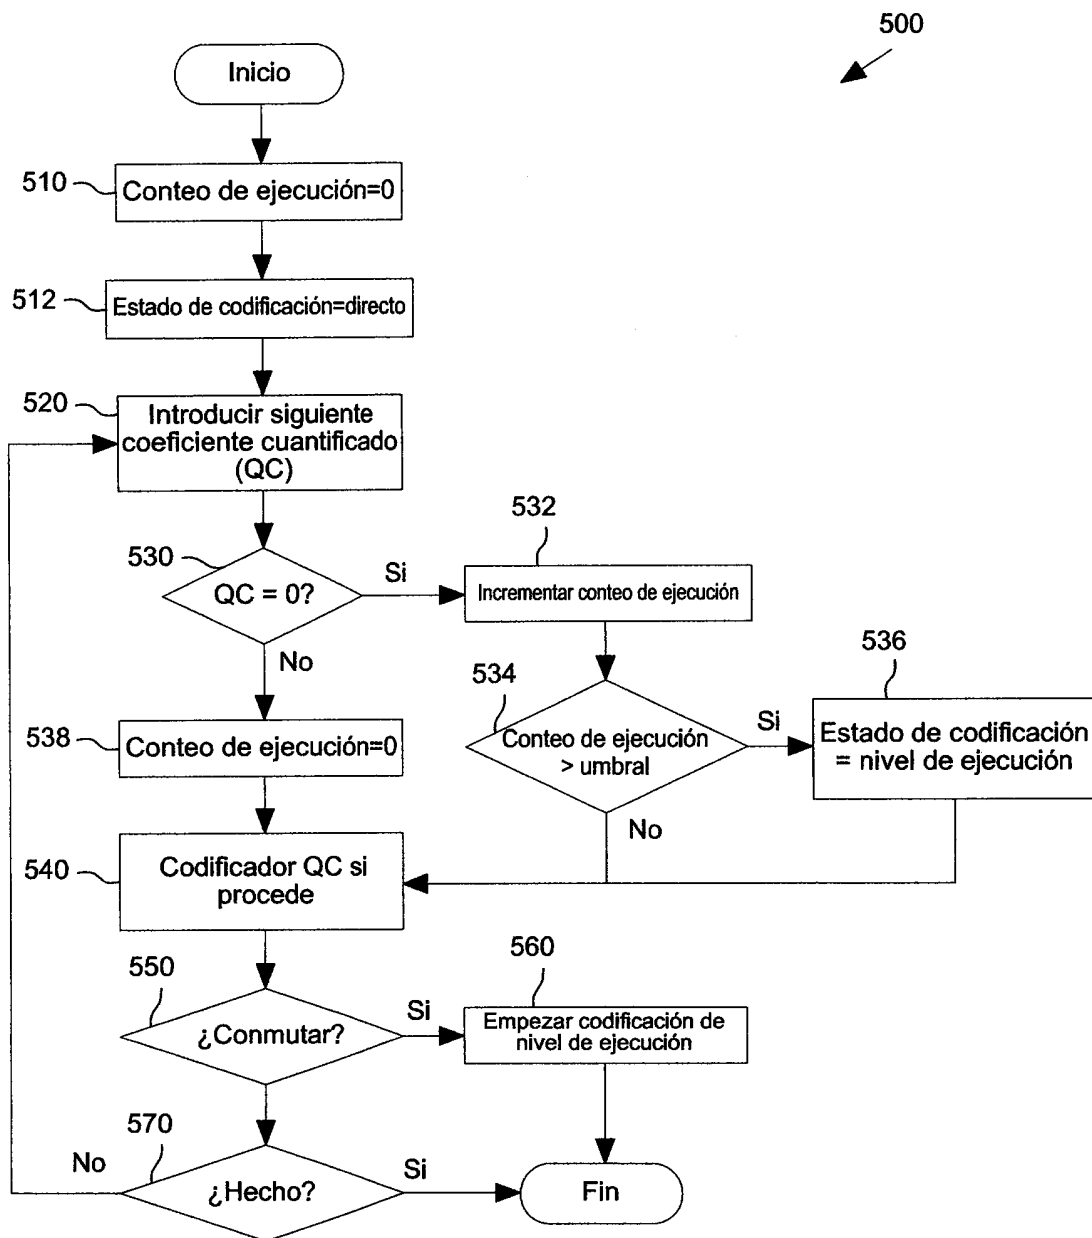 500
Inicio
510
Conteo de ejecución=0
512
Estado de codificación=directo
520
Introducir siguiente
coeficiente cuantificado
(QC)
530
QC = 0?
Si
532
Incrementar conteo de ejecución
No
534
Conteo de ejecución
> umbral
Si
536
Estado de codificación
= nivel de ejecución
No
538
Conteo de ejecución=0
540
Codificador QC si
procede
550
¿Conmutar?
Si
560
Empezar codificación de
nivel de ejecución
570
No
¿Hecho?
Si
Fin